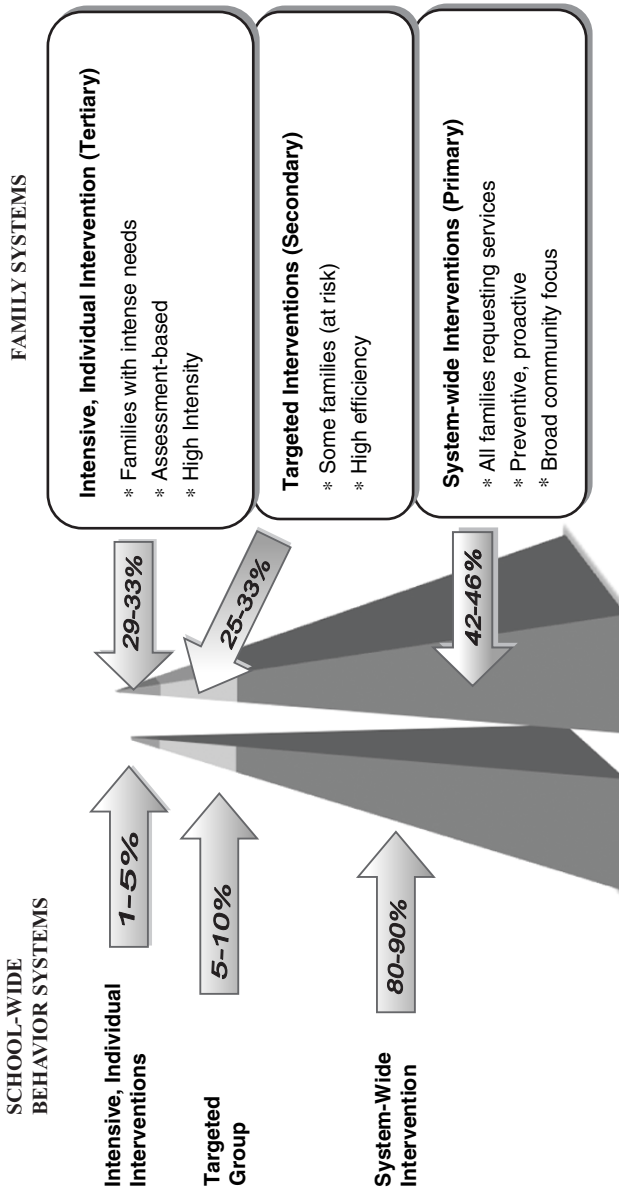 SCHOOL-WIDE
BEHAVIOR SYSTEMS
Intensive, Individual
Interventions
1-5%
Targeted
Group
5-10%
System-Wide
Intervention
80-90%
FAMILY SYSTEMS
29-33%
Intensive, Individual Intervention (Tertiary)
* Families with intense needs
* Assessment-based
* High Intensity
25-33%
Targeted Interventions (Secondary)
* Some families (at risk)
* High efficiency
42-46%
System-wide Interventions (Primary)
* All families requesting services
* Preventive, proactive
* Broad community focus